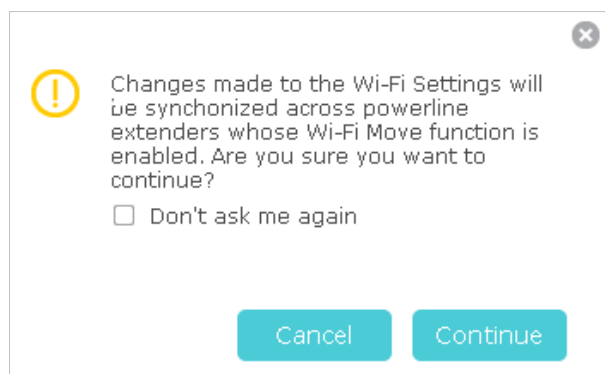 Changes made to the Wi-Fi Settings will
be synchonized across powerline
extenders whose Wi-Fi Move function is
enabled. Are you sure you want to
continue?
Don't ask me again
Cancel Continue